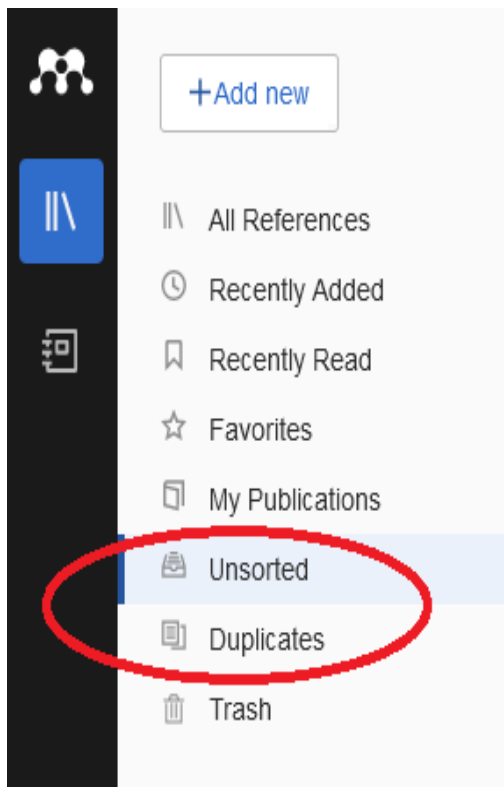 +Add new
All References
Recently Added
Recently Read
Favorites
My Publications
Unsorted
Duplicates
Trash